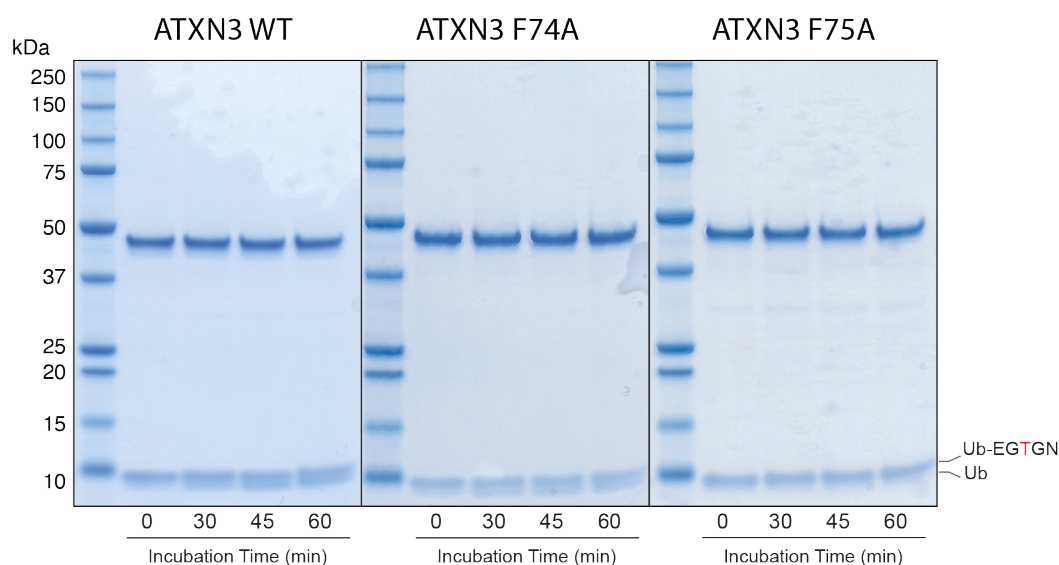 ATXN3 WT
ATXN3 F74A
ATXN3 F75A
kDa
250
150
100
75
50
37
25
20
15
10
Ub-EGTGN
Ub
0 30 45 60
0 30 45 60
0 30 45 60
Incubation Time (min)
Incubation Time (min)
Incubation Time (min)